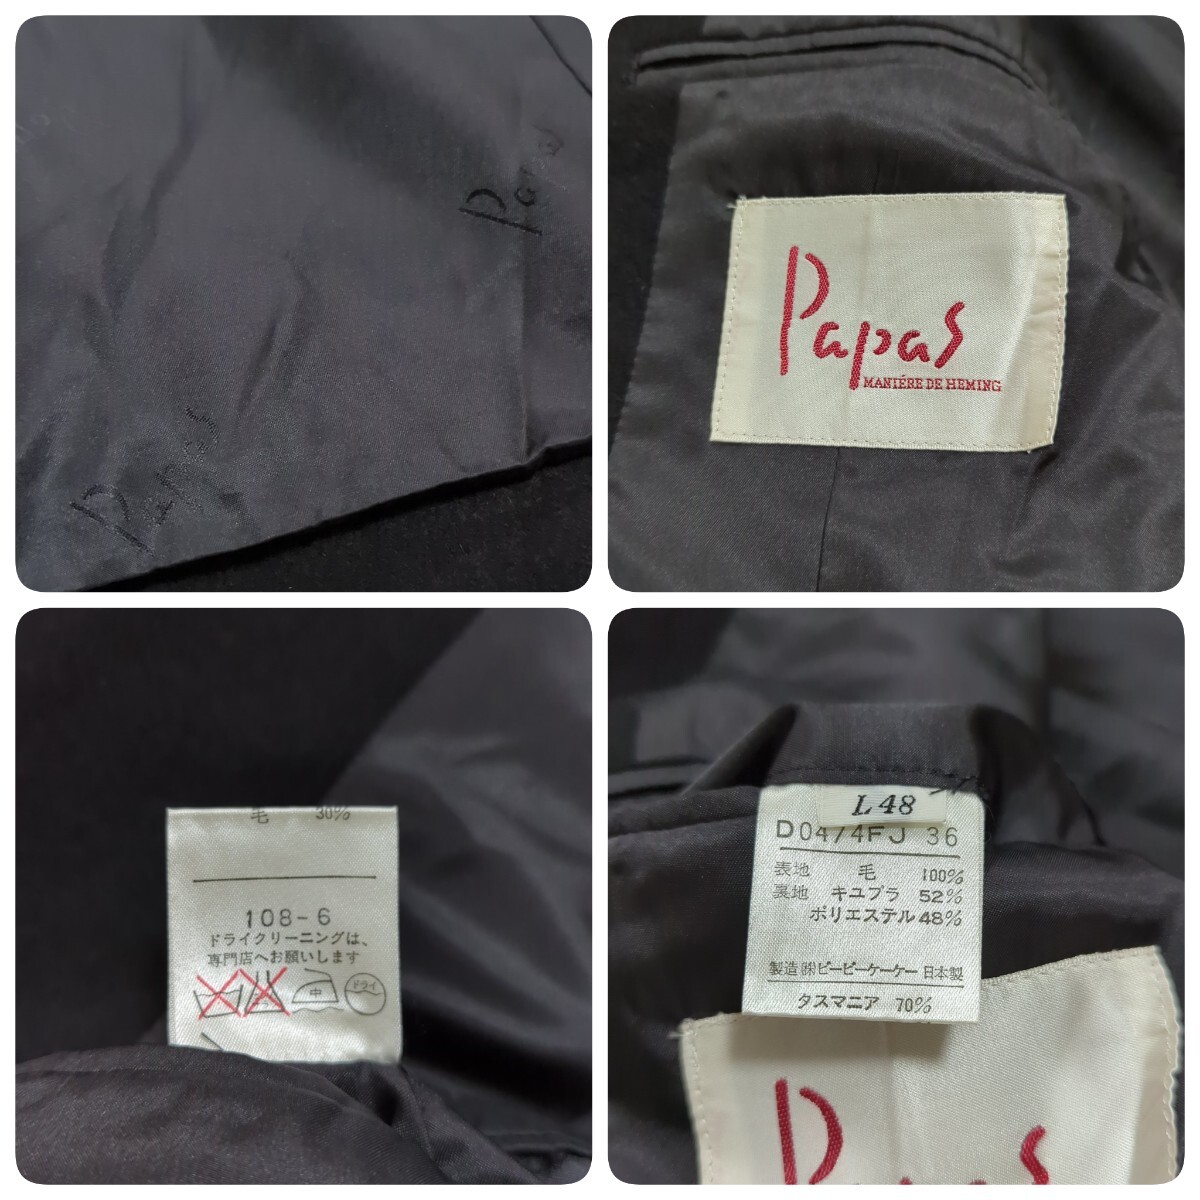 Papas
Papas
Papas
MANIÉRE DE HEMING
毛 30%
108-6
ドライクリーニングは、
専門店へお願いします
中
ドライ
L48
D0474FJ 36
表地 毛 100%
裏地 キユプラ 52%
ポリエステル 48%
製造 ㈱ピーピーケーケー 日本製
タスマニア 70%
Papas